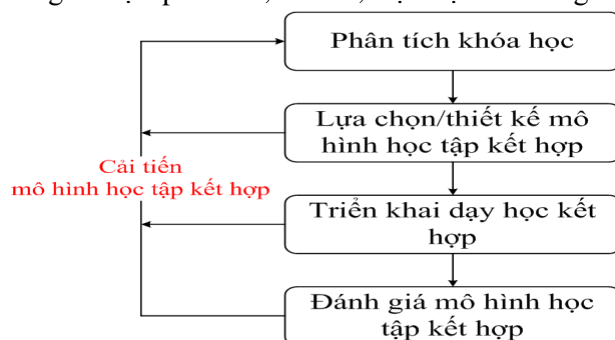 Phân tích khóa học
Lựa chọn/thiết kế mô
hình học tập kết hợp
Cải tiến
mô hình học tập kết hợp
Triển khai dạy học kết
hợp
Đánh giá mô hình học
tập kết hợp